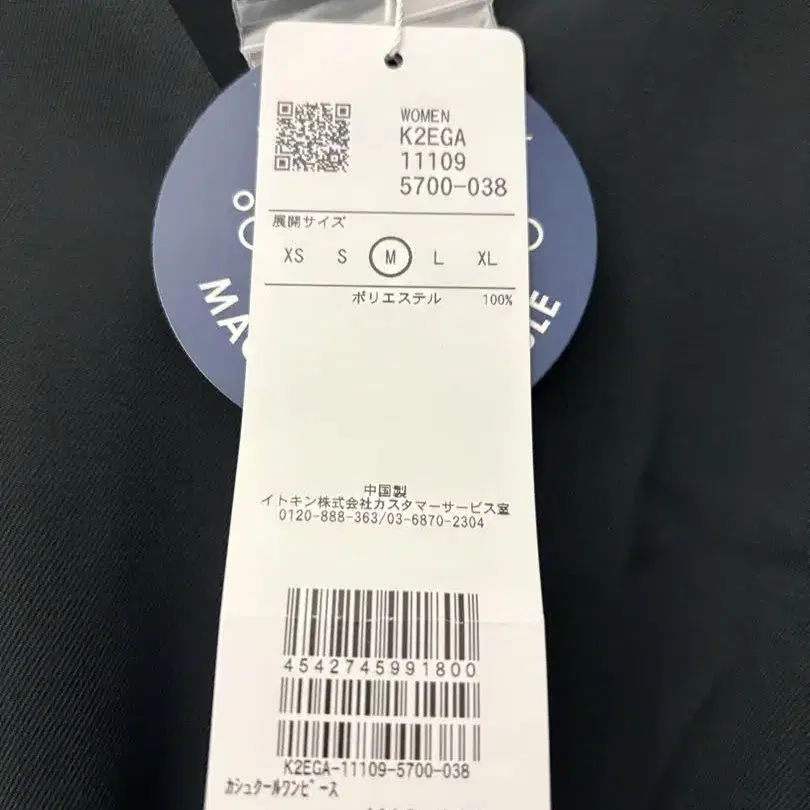 WOMEN
K2EGA
11109
5700-038
展開サイズ
XS S M L XL
ポリエステル 100%
中国製
イトキン株式会社カスタマーサービス室
0120-888-363/03-6870-2304
4542745991800
K2EGA-11109-5700-038
ｶｼｭｸｰﾙﾜﾝﾋﾟｰｽ